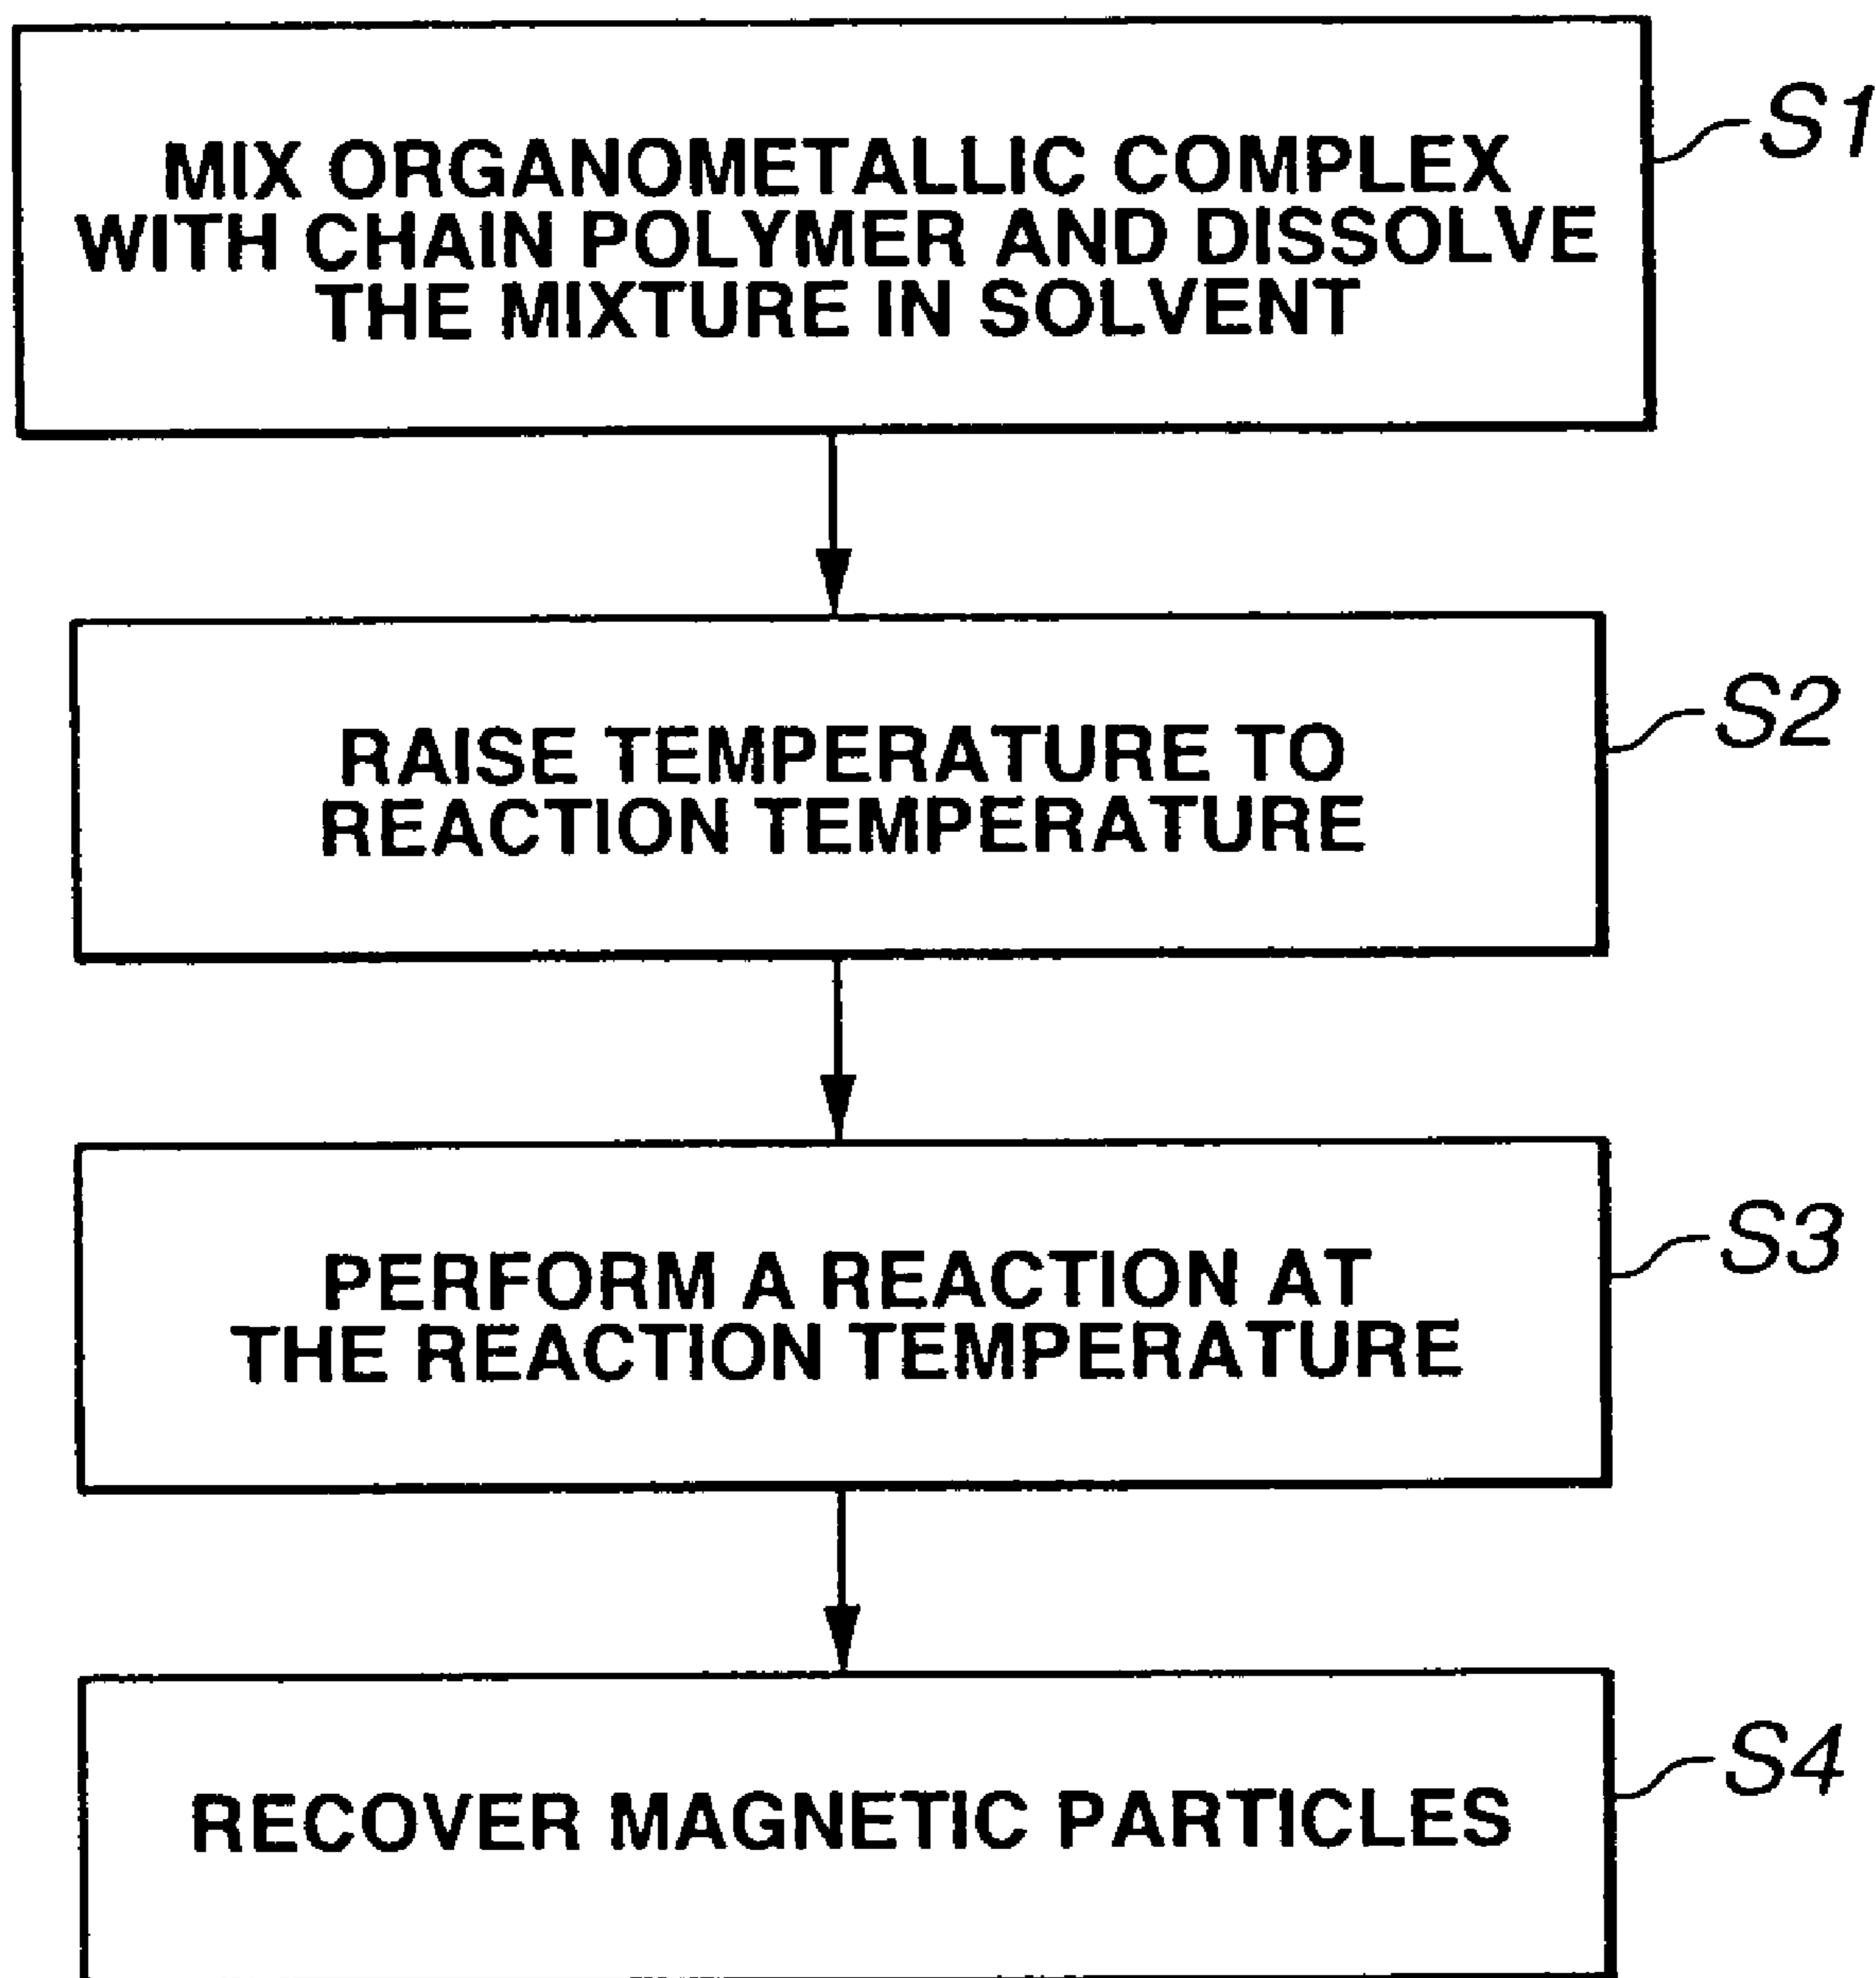 MIX ORGANOMETALLIC COMPLEX
WITH CHAIN POLYMER AND DISSOLVE
THE MIXTURE IN SOLVENT
S1
RAISE TEMPERATURE TO
REACTION TEMPERATURE
S2
PERFORM A REACTION AT
THE REACTION TEMPERATURE
S3
RECOVER MAGNETIC PARTICLES
S4